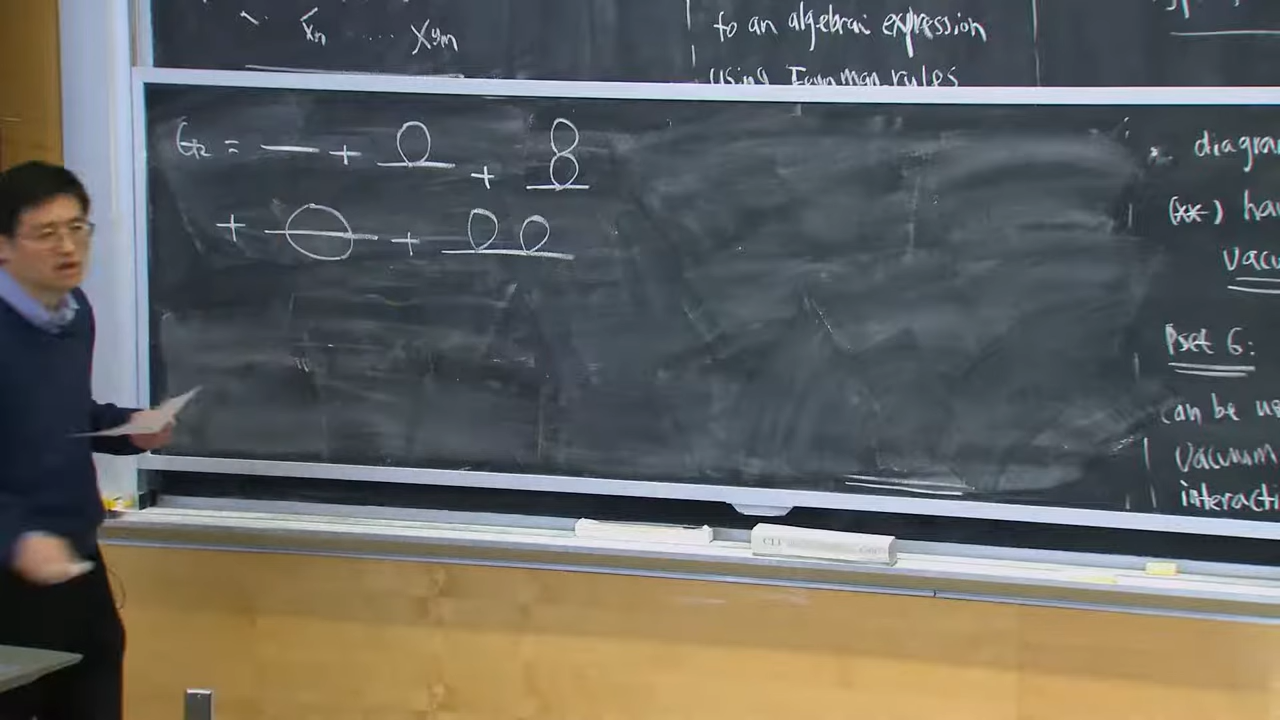 Xn .... Xym
to an algebraic expression
using Feynman rules
G2 = + +
+ +
* diagra
(**) ha
vacu
Pset 6:
can be us
Vacuum
interacti